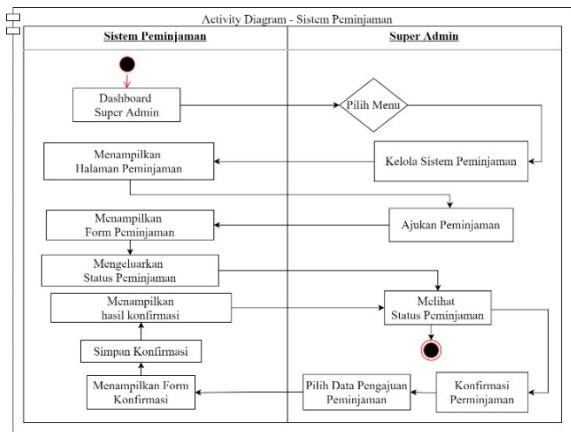 Activity Diagram - Sistem Peminjaman
Sistem Peminjaman
Super Admin
Dashboard
Super Admin
Pilih Menu
Menampilkan
Halaman Peminjaman
Kelola Sistem Peminjaman
Menampilkan
Form Peminjaman
Ajukan Peminjaman
Mengeluarkan
Status Peminjaman
Menampilkan
hasil konfirmasi
Melihat
Status Peminjaman
Simpan Konfirmasi
Menampilkan Form
Konfirmasi
Pilih Data Pengajuan
Peminjaman
Konfirmasi
Perminjaman